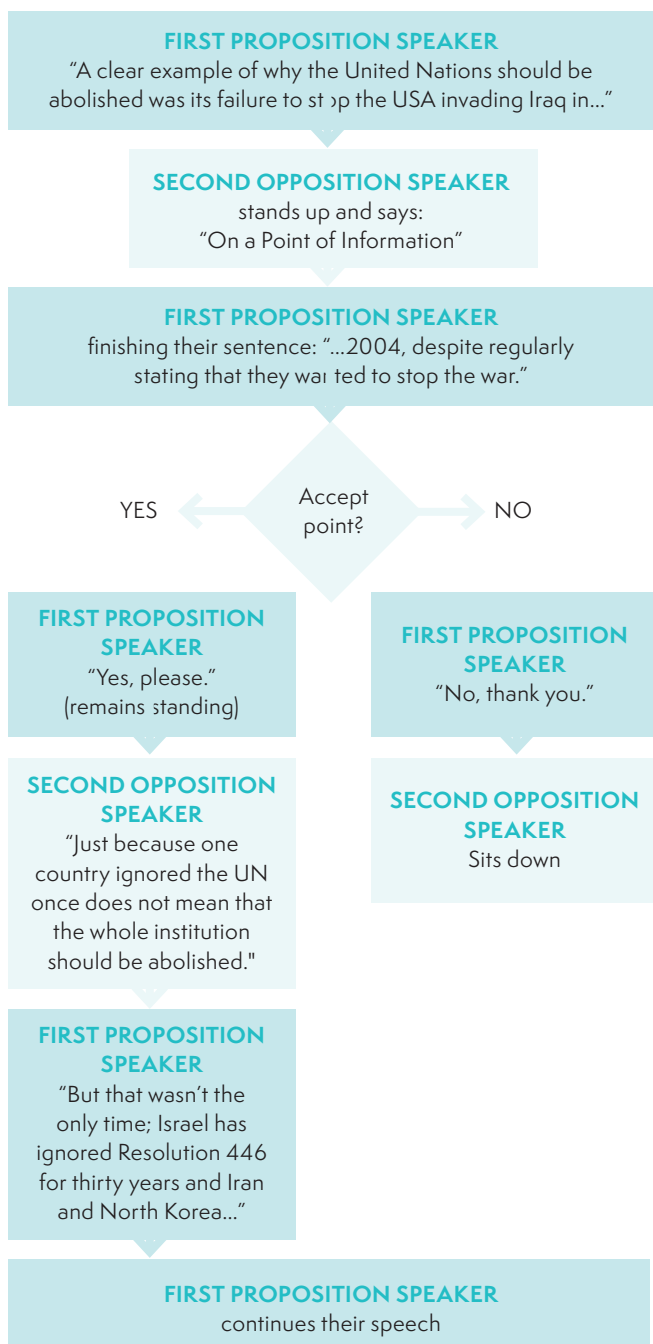 FIRST PROPOSITION SPEAKER
“A clear example of why the United Nations should be
abolished was its failure to stop the USA invading Iraq in...”
SECOND OPPOSITION SPEAKER
stands up and says:
“On a Point of Information”
FIRST PROPOSITION SPEAKER
finishing their sentence: “...2004, despite regularly
stating that they wanted to stop the war.”
Accept
point?
YES
NO
FIRST PROPOSITION
SPEAKER
“Yes, please.”
(remains standing)
FIRST PROPOSITION
SPEAKER
“No, thank you.”
SECOND OPPOSITION
SPEAKER
“Just because one
country ignored the UN
once does not mean that
the whole institution
should be abolished."
SECOND OPPOSITION
SPEAKER
Sits down
FIRST PROPOSITION
SPEAKER
“But that wasn’t the
only time; Israel has
ignored Resolution 446
for thirty years and Iran
and North Korea...”
FIRST PROPOSITION SPEAKER
continues their speech